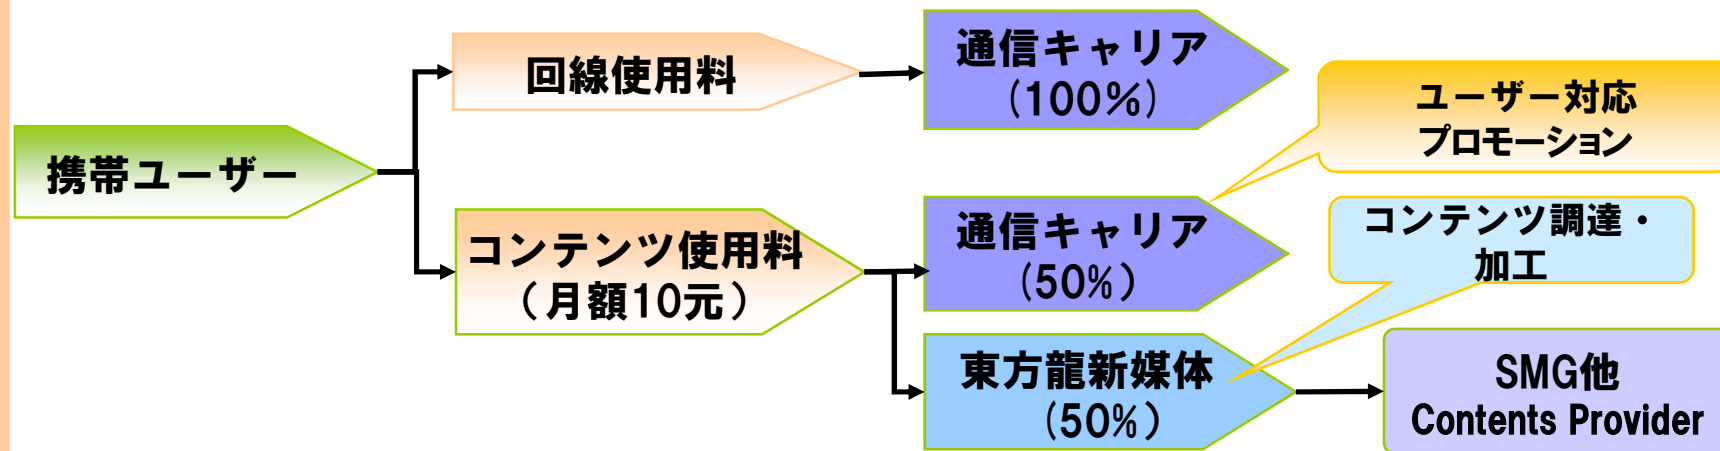 携帯ユーザー
回線使用料
通信キャリア
(100%)
コンテンツ使用料
(月額10元)
通信キャリア
(50%)
東方龍新媒体
(50%)
ユーザー対応
プロモーション
コンテンツ調達・
加工
SMG他
Contents Provider